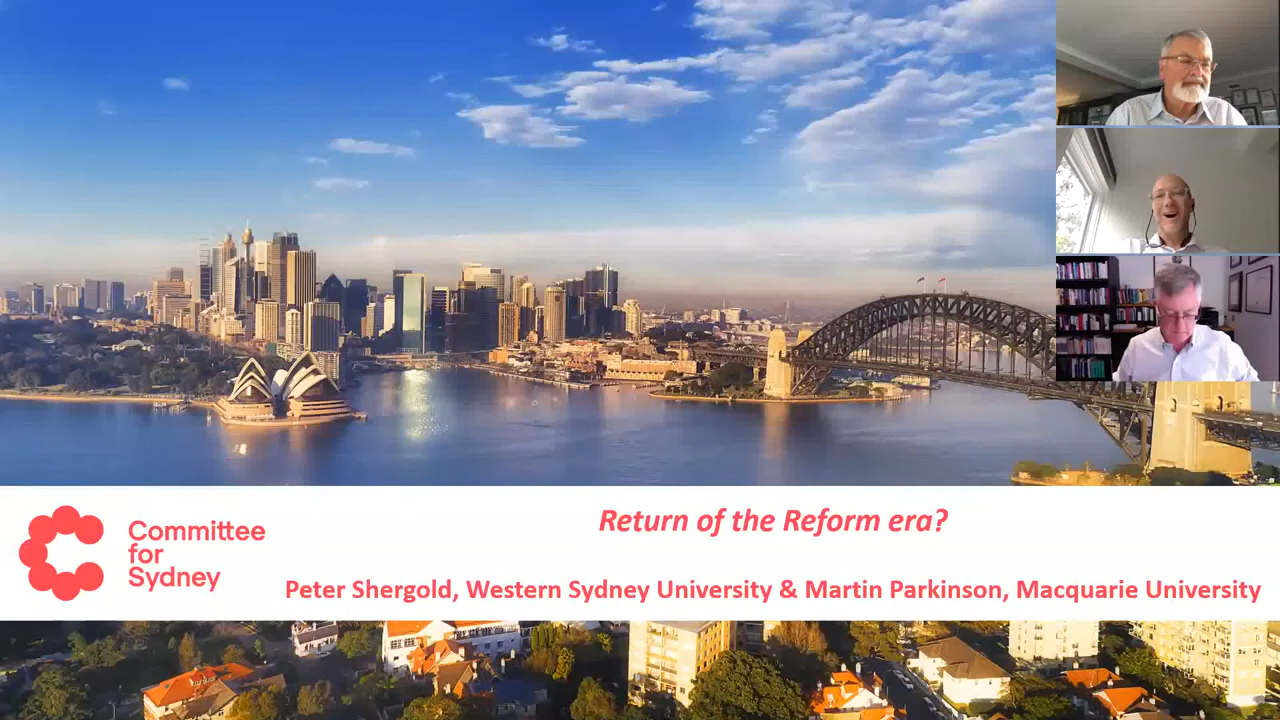 Return of the Reform era?
Committee
for
Sydney
Peter Shergold, Western Sydney University & Martin Parkinson, Macquarie University